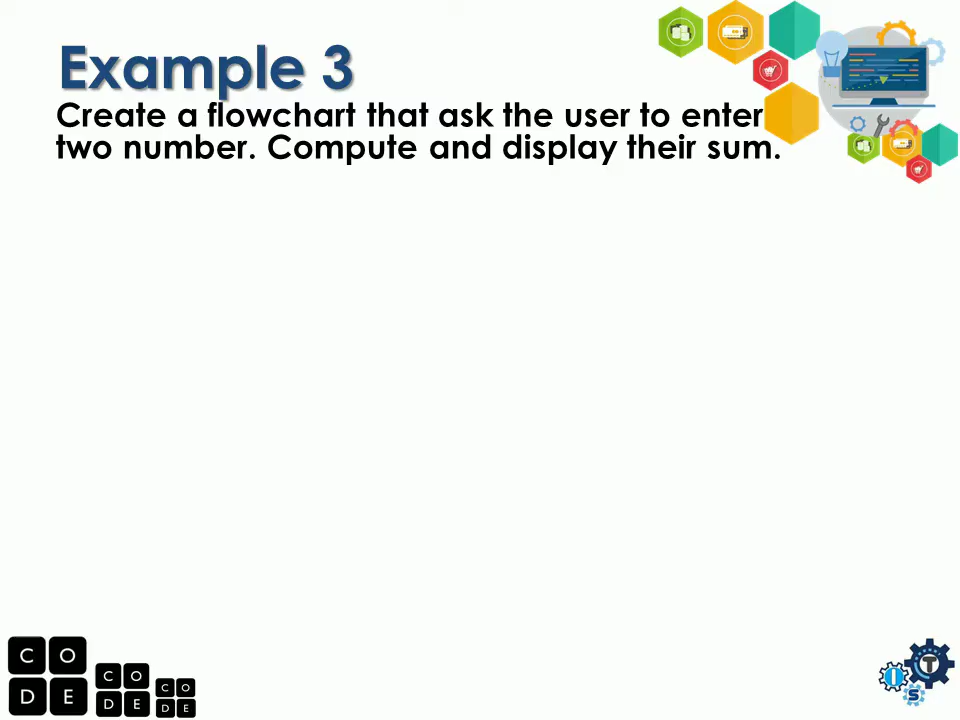 Example 3
Create a flowchart that ask the user to enter
two number. Compute and display their sum.
C O
D E
C O
D E
C O
D E
I T
S